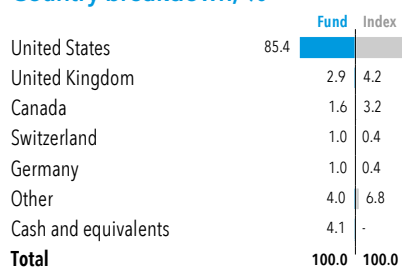 Fund Index
United States 85.4
United Kingdom 2.9 4.2
Canada 1.6 3.2
Switzerland 1.0 0.4
Germany 1.0 0.4
Other 4.0 6.8
Cash and equivalents 4.1 -
Total 100.0 100.0